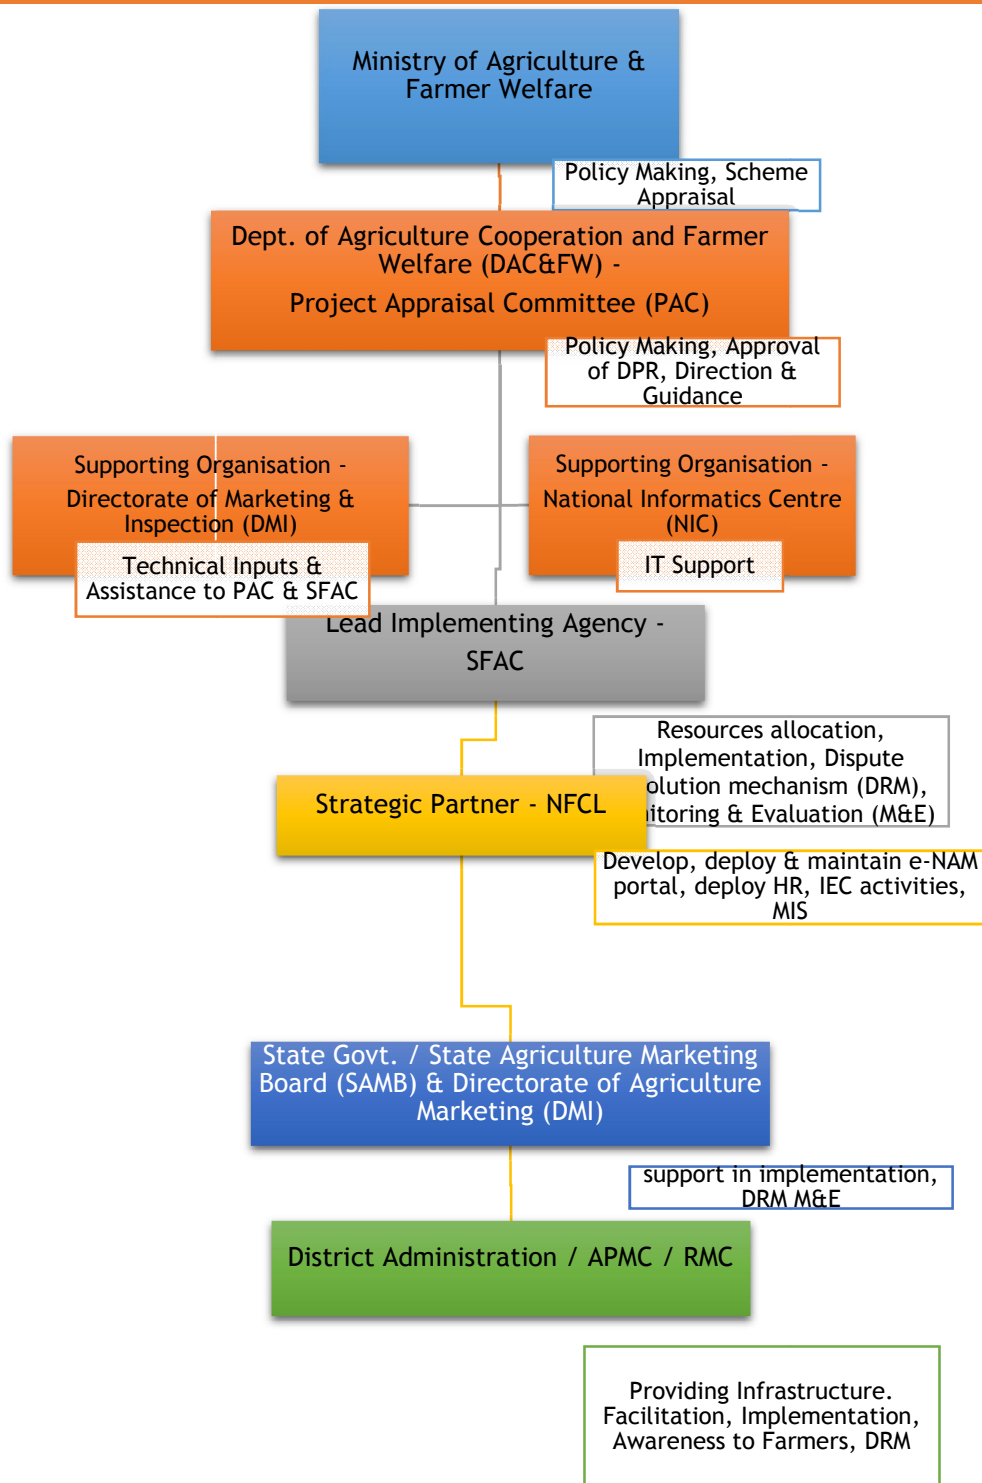 Ministry of Agriculture &
Farmer Welfare
Policy Making, Scheme
Appraisal
Dept. of Agriculture Cooperation and Farmer
Welfare (DAC&FW) -
Project Appraisal Committee (PAC)
Policy Making, Approval
of DPR, Direction &
Guidance
Supporting Organisation -
Directorate of Marketing &
Inspection (DMI)
Technical Inputs &
Assistance to PAC & SFAC
Supporting Organisation -
National Informatics Centre
(NIC)
IT Support
Lead Implementing Agency -
SFAC
Resources allocation,
Implementation, Dispute
olution mechanism (DRM),
itoring & Evaluation (M&E)
Strategic Partner - NFCL
Develop, deploy & maintain e-NAM
portal, deploy HR, IEC activities,
MIS
State Govt. / State Agriculture Marketing
Board (SAMB) & Directorate of Agriculture
Marketing (DMI)
support in implementation,
DRM M&E
District Administration / APMC / RMC
Providing Infrastructure.
Facilitation, Implementation,
Awareness to Farmers, DRM